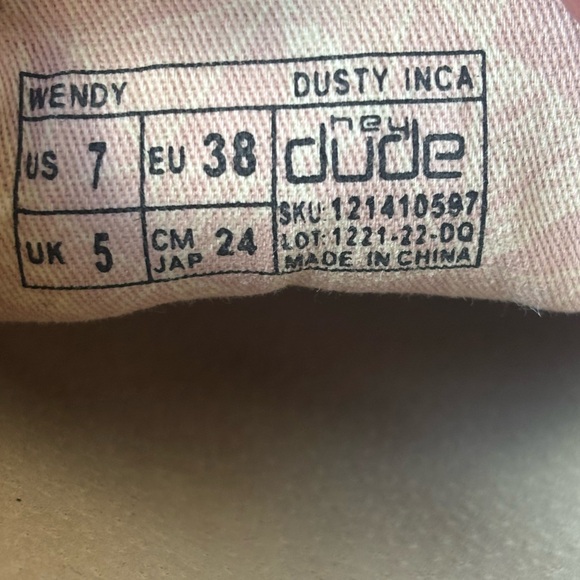 WENDY DUSTY INCA
US 7 EU 38 hey dude
UK 5 CM JAP 24
SKU:121410597
LOT:1221-22-DQ
MADE IN CHINA